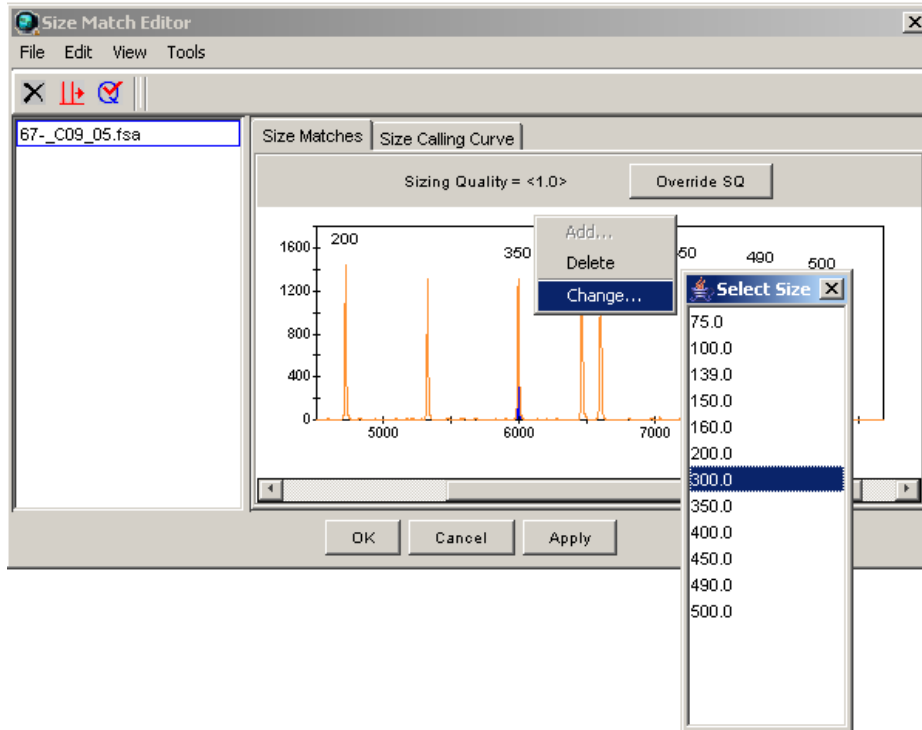 Size Match Editor
File Edit View Tools
67-_C09_05.fsa
Size Matches Size Calling Curve
Sizing Quality = <1.0> Override SQ
Add...
Delete
Change...
200 350 50 490 500
1600
1200
800
400
0
5000 6000 7000
Select Size
75.0
100.0
139.0
150.0
160.0
200.0
300.0
350.0
400.0
450.0
490.0
500.0
OK Cancel Apply